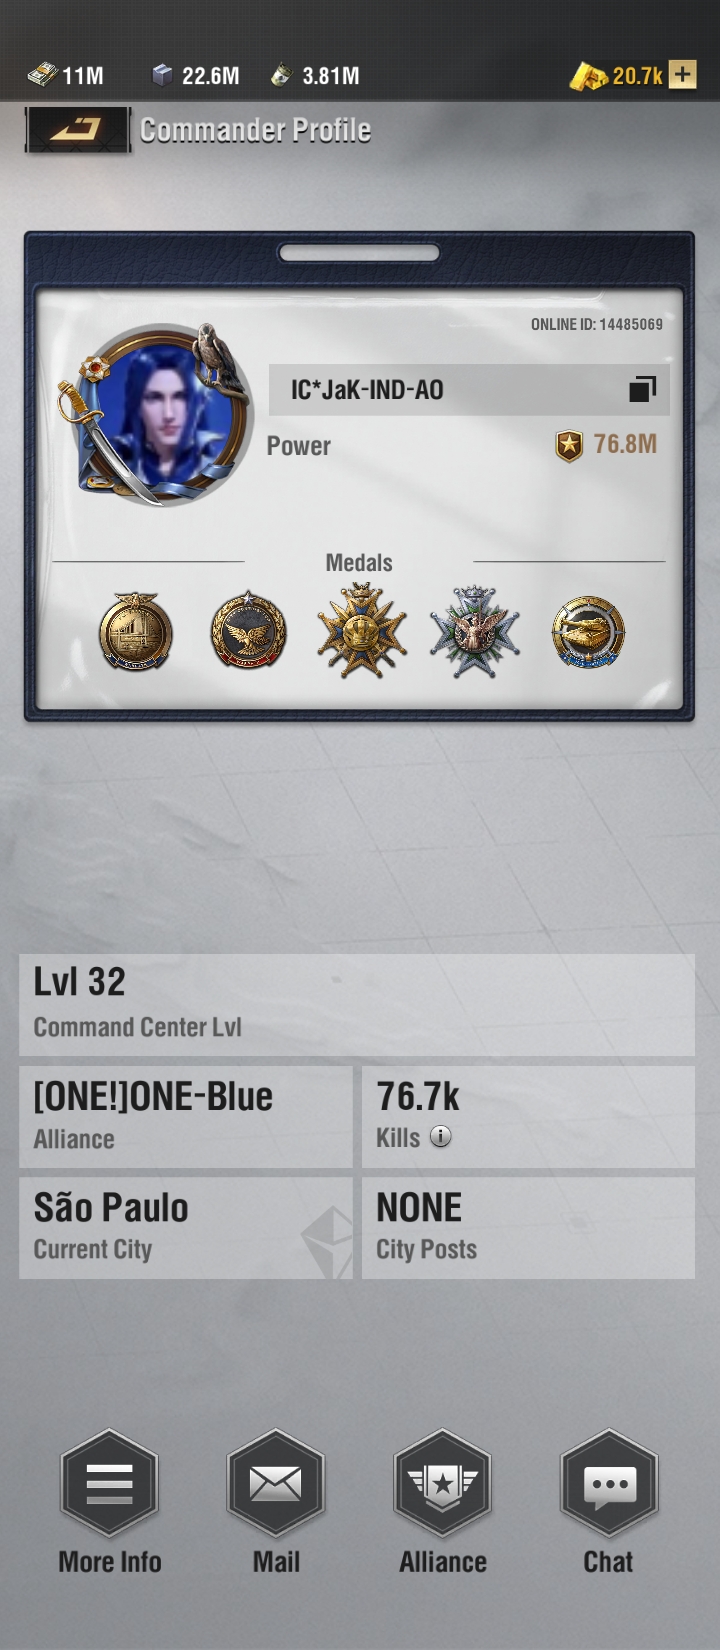 11M 22.6M 3.81M 20.7k
Commander Profile
ONLINE ID: 14485069
IC*JaK-IND-AO
Power 76.8M
Medals
Lvl 32
Command Center Lvl
[ONE!]ONE-Blue
Alliance
76.7k
Kills
São Paulo
Current City
NONE
City Posts
More Info Mail Alliance Chat